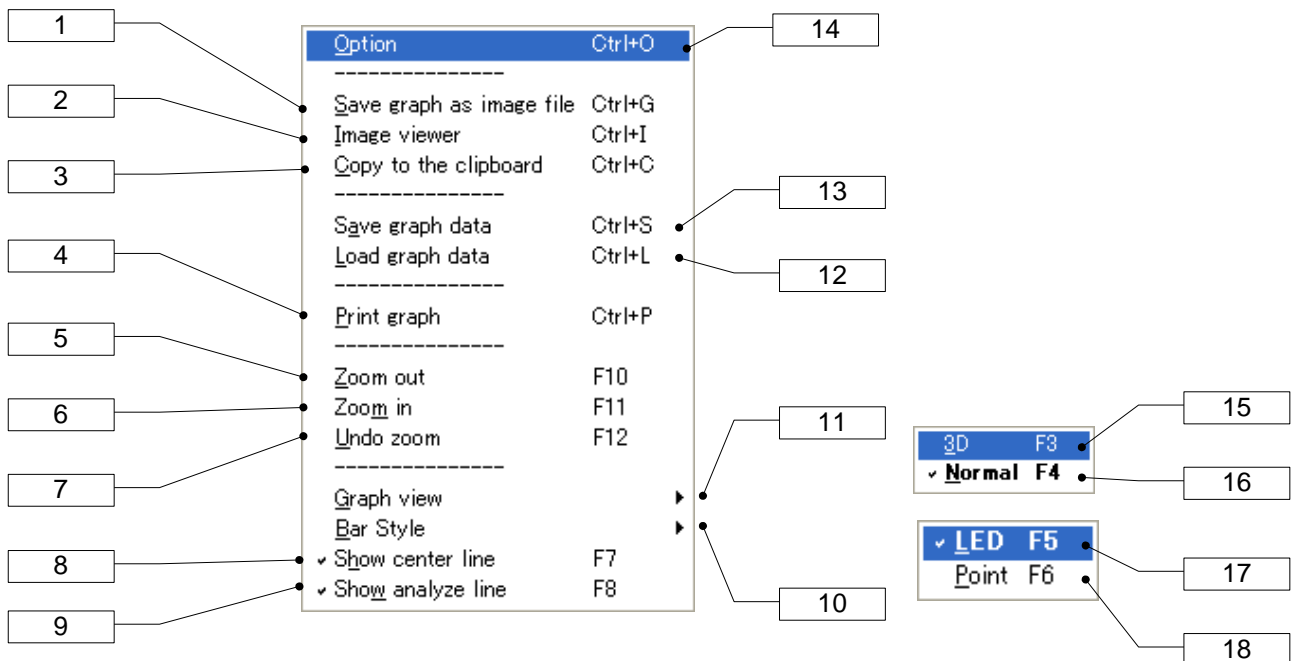 1
2
3
4
5
6
7
8
9
Option Ctrl+O
---------------
Save graph as image file Ctrl+G
Image viewer Ctrl+I
Copy to the clipboard Ctrl+C
---------------
Save graph data Ctrl+S
Load graph data Ctrl+L
---------------
Print graph Ctrl+P
---------------
Zoom out F10
Zoom in F11
Undo zoom F12
---------------
Graph view
Bar Style
Show center line F7
Show analyze line F8
14
13
12
11
10
3D F3
Normal F4
LED F5
Point F6
15
16
17
18